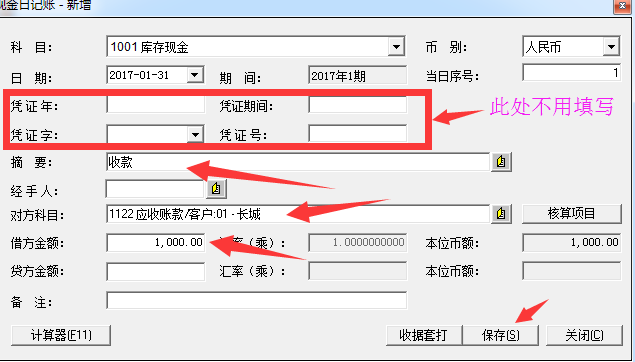 现金日记账 - 新增
科 目: 1001 库存现金 币 别: 人民币
日 期: 2017-01-31 期 间: 2017年1期 当日序号: 1
凭证年: 凭证期间: 此处不用填写
凭证字: 凭证号:
摘 要: 收款
经手人:
对方科目: 1122 应收账款/客户:01 - 长城 核算项目
借方金额: 1,000.00 率(乘): 1.0000000000 本位币额: 1,000.00
贷方金额: 汇率(乘): 本位币额:
备 注:
计算器(F11) 收据套打 保存(S) 关闭(C)